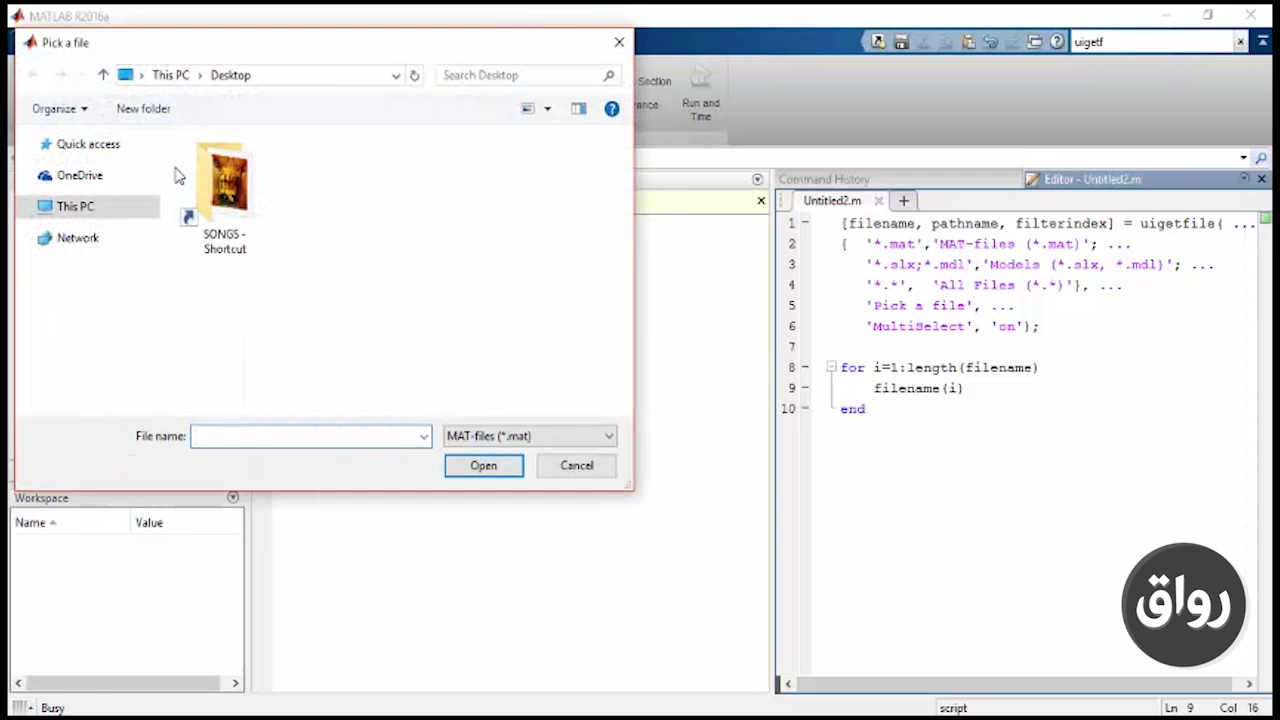 MATLAB R2016a
Pick a file
uigetf
This PC
Desktop
Search Desktop
Section
Run and
Time
Organize
New folder
Quick access
OneDrive
This PC
Network
SONGS -
Shortcut
File name:
MAT-files (*.mat)
Open
Cancel
Command History
Editor - Untitled2.m
Untitled2.m
1 [filename, pathname, filterindex] = uigetfile( ...
2 { '*.mat','MAT-files (*.mat)'; ...
3 '*.slx;*.mdl','Models (*.slx, *.mdl)'; ...
4 '*.*', 'All Files (*.*)'}, ...
5 'Pick a file', ...
6 'MultiSelect', 'on');
7
8 for i=1:length(filename)
9 filename(i)
10 end
Workspace
Name
Value
رواق
Busy
script
Ln 9
Col 16